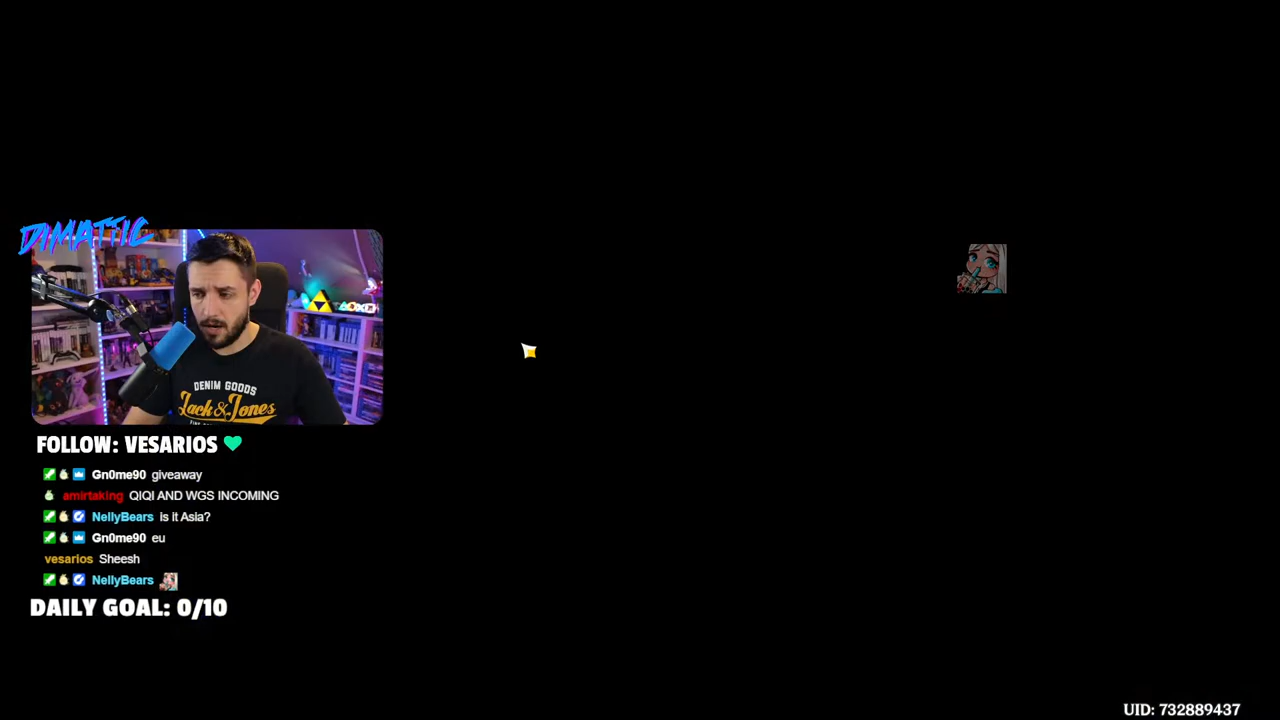 DIMATTIC
DENIM GOODS
Jack & Jones
FOLLOW: VESARIOS
Gn0me90 giveaway
amirtaking QIQI AND WGS INCOMING
NellyBears is it Asia?
Gn0me90 eu
vesarios Sheesh
NellyBears
DAILY GOAL: 0/10
UID: 732889437